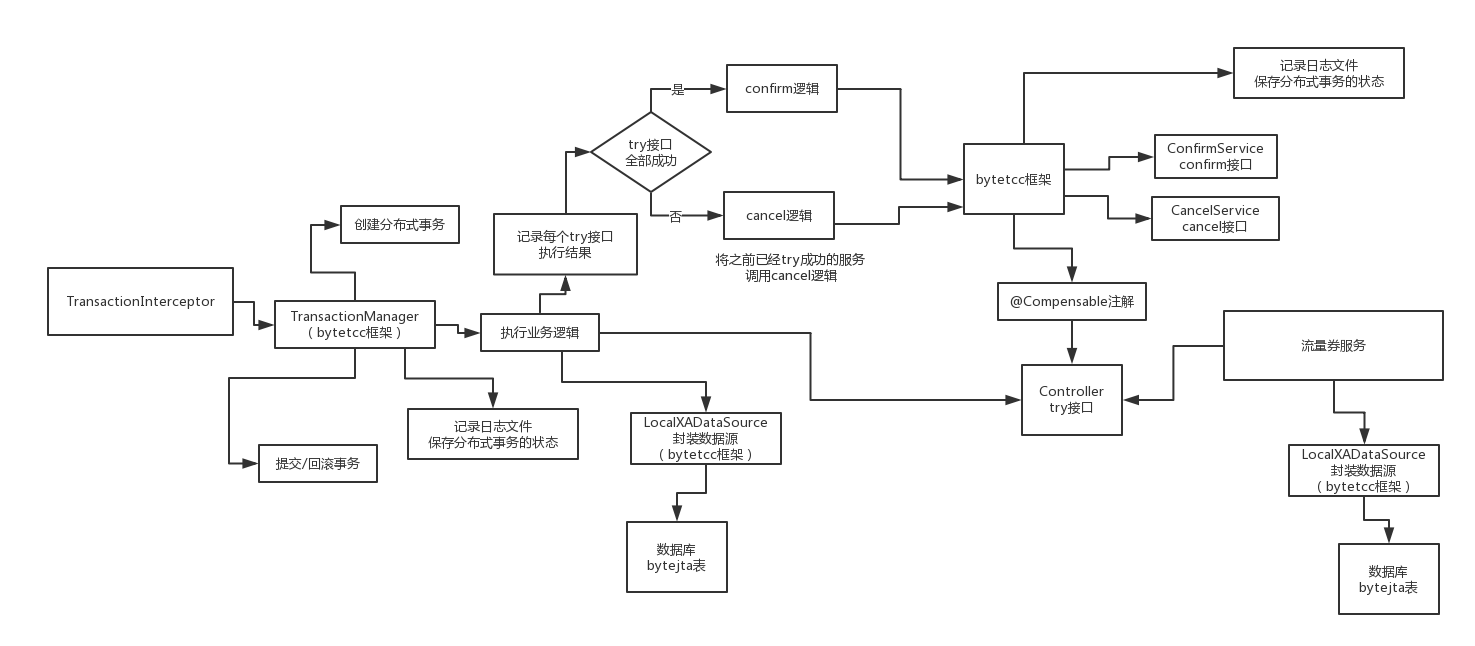 TransactionInterceptor
创建分布式事务
TransactionManager
（bytetcc框架）
提交/回滚事务
记录日志文件
保存分布式事务的状态
执行业务逻辑
记录每个try接口
执行结果
try接口
全部成功
是
否
confirm逻辑
cancel逻辑
将之前已经try成功的服务
调用cancel逻辑
LocalXADataSource
封装数据源
（bytetcc框架）
数据库
bytejta表
bytetcc框架
记录日志文件
保存分布式事务的状态
ConfirmService
confirm接口
CancelService
cancel接口
@Compensable注解
Controller
try接口
流量券服务
LocalXADataSource
封装数据源
（bytetcc框架）
数据库
bytejta表